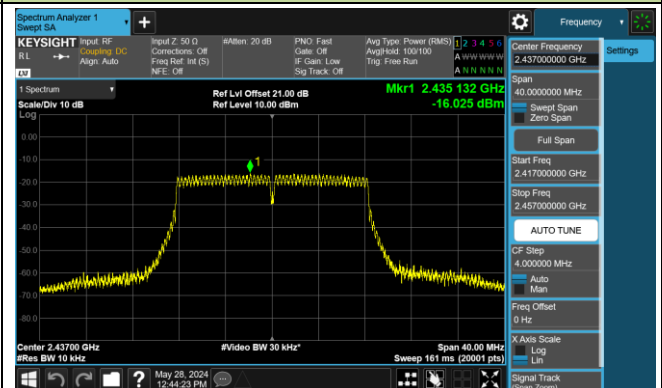 Spectrum Analyzer 1
Swept SA
+
Frequency
KEYSIGHT
RL
LXI
Input: RF
Coupling: DC
Align: Auto
Input Z: 50 Ω
Corrections: Off
Freq Ref: Int (S)
NFE: Off
#Atten: 20 dB
PNO: Fast
Gate: Off
IF Gain: Low
Sig Track: Off
Avg Type: Power (RMS)
Avg|Hold: 100/100
Trig: Free Run
1 2 3 4 5 6
A W W W W W
A N N N N N
1 Spectrum
Scale/Div 10 dB
Log
Ref Lvl Offset 21.00 dB
Ref Level 10.00 dBm
Mkr1 2.435 132 GHz
-16.025 dBm
1
0.00
-10.0
-20.0
-30.0
-40.0
-50.0
-60.0
-70.0
-80.0
Center 2.43700 GHz
#Res BW 10 kHz
#Video BW 30 kHz*
Span 40.00 MHz
Sweep 161 ms (20001 pts)
?
May 28, 2024
12:44:23 PM
Center Frequency
2.437000000 GHz
Span
40.0000000 MHz
Swept Span
Zero Span
Full Span
Start Freq
2.417000000 GHz
Stop Freq
2.457000000 GHz
AUTO TUNE
CF Step
4.000000 MHz
Auto
Man
Freq Offset
0 Hz
X Axis Scale
Log
Lin
Signal Track
(Span Zoom)
Settings